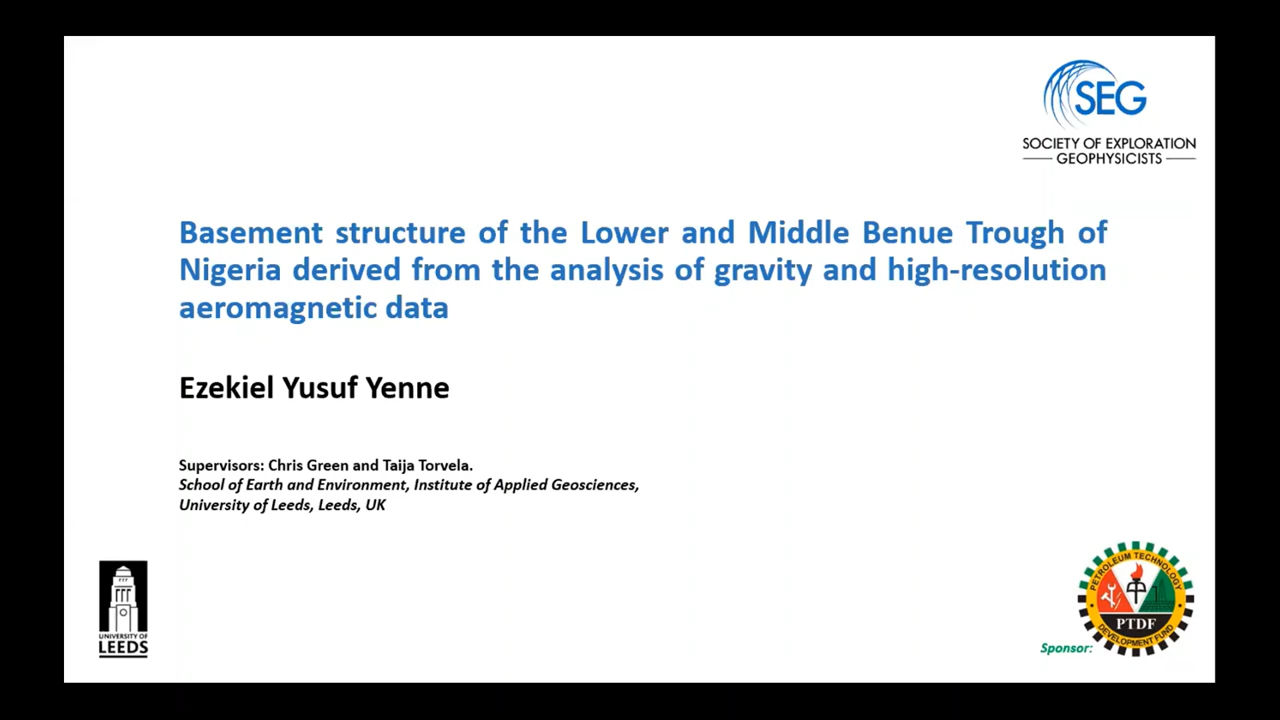 SEG
SOCIETY OF EXPLORATION
GEOPHYSICISTS
Basement structure of the Lower and Middle Benue Trough of
Nigeria derived from the analysis of gravity and high-resolution
aeromagnetic data
Ezekiel Yusuf Yenne
Supervisors: Chris Green and Taija Torvela.
School of Earth and Environment, Institute of Applied Geosciences,
University of Leeds, Leeds, UK
UNIVERSITY OF
LEEDS
Sponsor:
PETROLEUM TECHNOLOGY
PTDF
DEVELOPMENT FUND